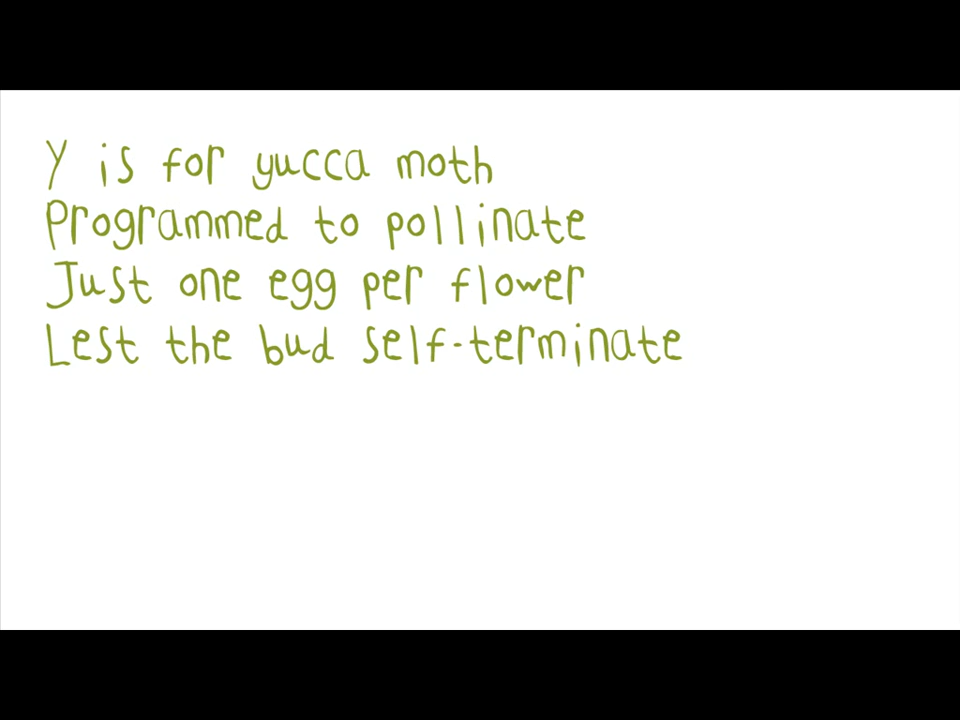 Y is for yucca moth
Programmed to pollinate
Just one egg per flower
Lest the bud self-terminate